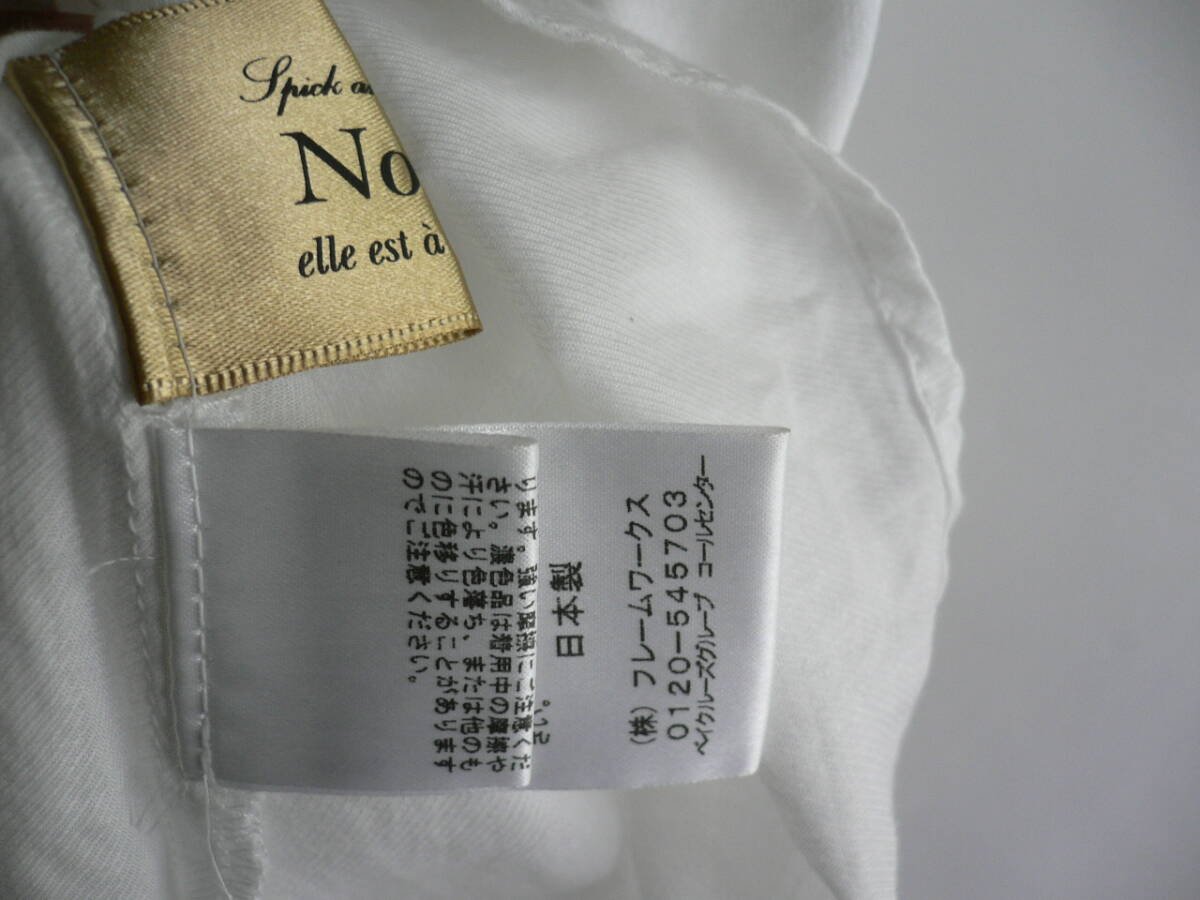 Spick
No
elle est à
ります。強い摩擦にご注意くだ
さい。濃色品は着用中の摩擦や
汗により色落ち、または他のも
のに色移りすることがあります
のでご注意ください。
さい。
日本製
(株) フレームワークス
0120-545703
ベイクルーズグループ コールセンター